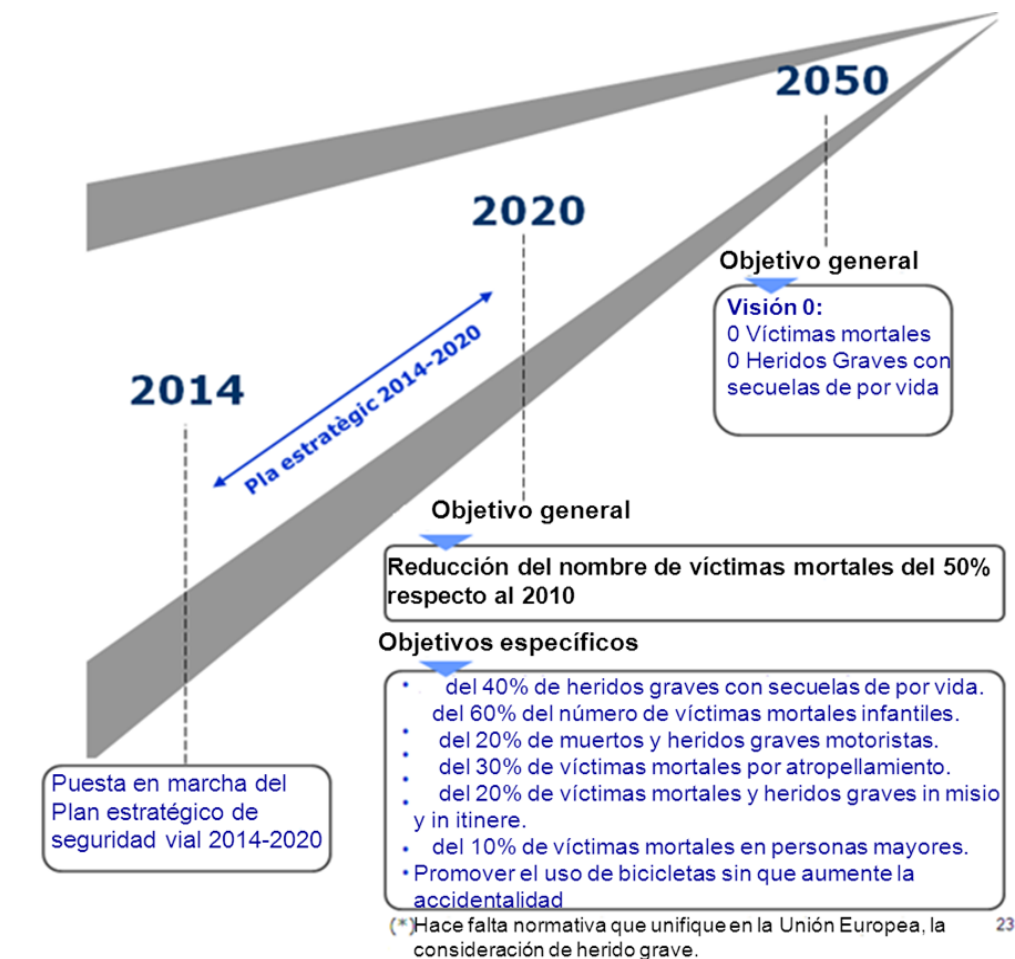 2050
2020
Objetivo general
Visión 0:
0 Víctimas mortales
0 Heridos Graves con
secuelas de por vida
2014
Pla estratègic 2014-2020
Objetivo general
Reducción del nombre de víctimas mortales del 50%
respecto al 2010
Objetivos específicos
• del 40% de heridos graves con secuelas de por vida.
del 60% del número de víctimas mortales infantiles.
• del 20% de muertos y heridos graves motoristas.
• del 30% de víctimas mortales por atropellamiento.
• del 20% de víctimas mortales y heridos graves in misio
y in itinere.
• del 10% de víctimas mortales en personas mayores.
• Promover el uso de bicicletas sin que aumente la
accidentalidad
Puesta en marcha del
Plan estratégico de
seguridad vial 2014-2020
(*)Hace falta normativa que unifique en la Unión Europea, la
consideración de herido grave.
23